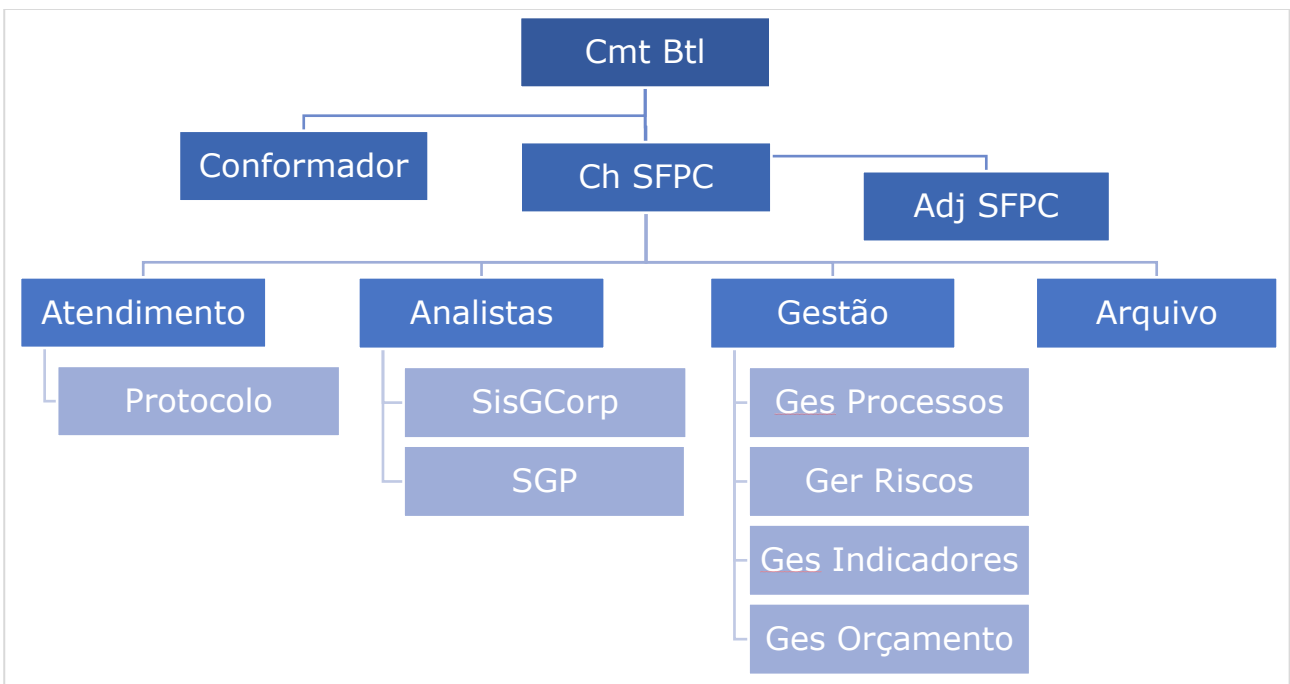 Cmt Btl
Conformador
Ch SFPC
Adj SFPC
Atendimento
Analistas
Gestão
Arquivo
Protocolo
SisGCorp
Ges Processos
SGP
Ger Riscos
Ges Indicadores
Ges Orçamento